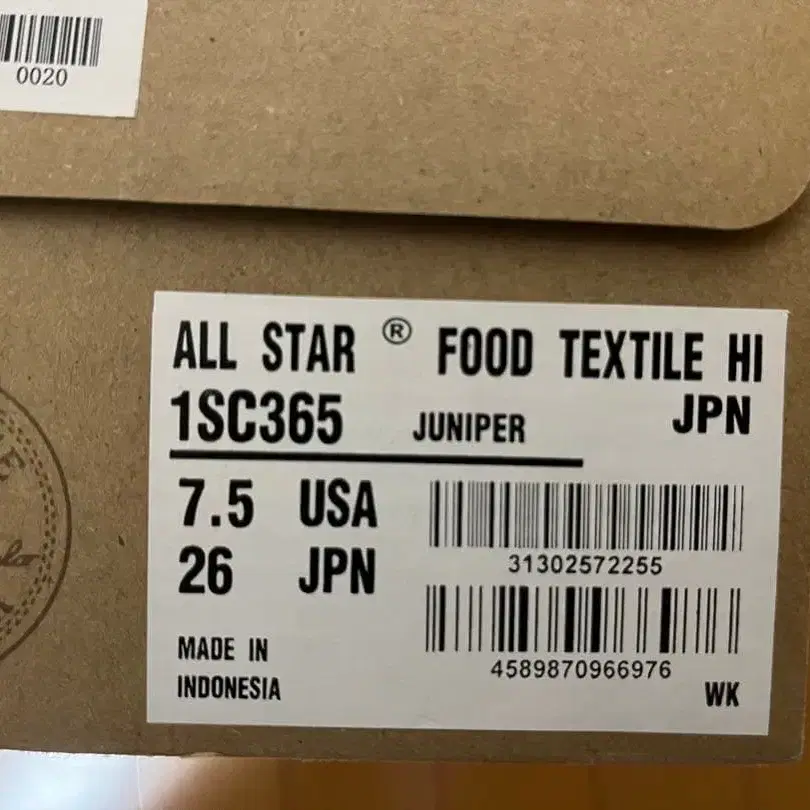 0020
ALL STAR ® FOOD TEXTILE HI
1SC365 JUNIPER JPN
7.5 USA
26 JPN
31302572255
4589870966976
MADE IN
INDONESIA
WK